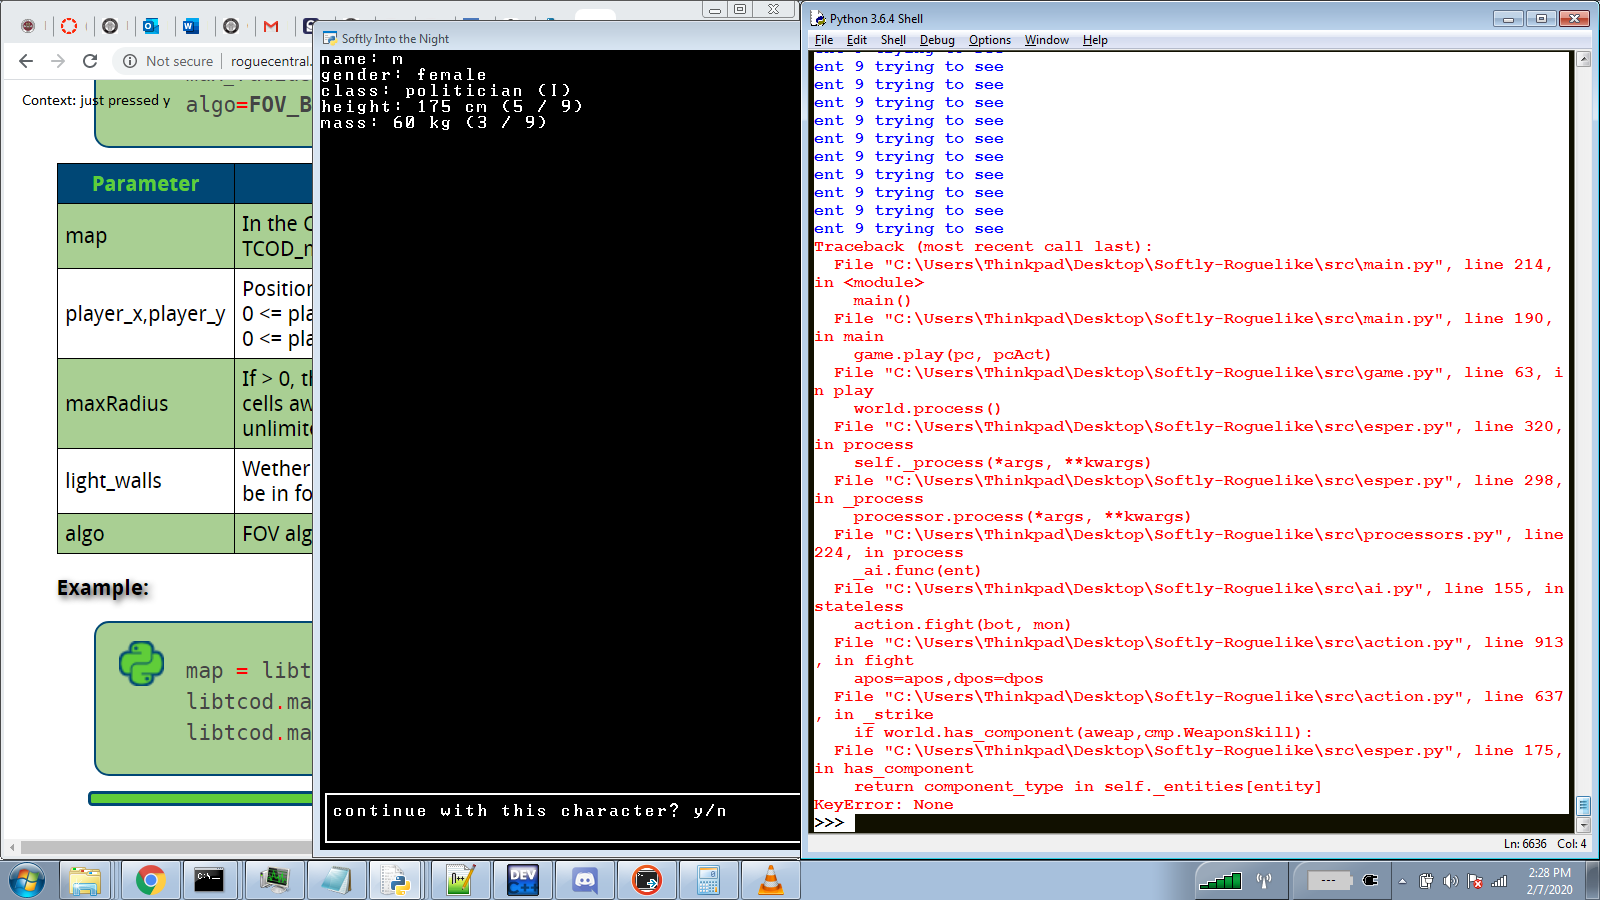 Not secure
roguecentral.
Context: just pressed y
algo=FOV_B
Parameter
map
In the C
TCOD_m
player_x,player_y
Position
0 <= pla
0 <= pla
maxRadius
If > 0, th
cells aw
unlimite
light_walls
Wether
be in fo
algo
FOV alg
Example:
map = libt
libtcod.ma
libtcod.ma
Softly Into the Night
name: m
gender: female
class: politician (I)
height: 175 cm (5 / 9)
mass: 60 kg (3 / 9)
continue with this character? y/n
Python 3.6.4 Shell
File Edit Shell Debug Options Window Help
ent 9 trying to see
ent 9 trying to see
ent 9 trying to see
ent 9 trying to see
ent 9 trying to see
ent 9 trying to see
ent 9 trying to see
ent 9 trying to see
ent 9 trying to see
ent 9 trying to see
Traceback (most recent call last):
File "C:\Users\Thinkpad\Desktop\Softly-Roguelike\src\main.py", line 214,
in <module>
main()
File "C:\Users\Thinkpad\Desktop\Softly-Roguelike\src\main.py", line 190,
in main
game.play(pc, pcAct)
File "C:\Users\Thinkpad\Desktop\Softly-Roguelike\src\game.py", line 63, i
n play
world.process()
File "C:\Users\Thinkpad\Desktop\Softly-Roguelike\src\esper.py", line 320,
in process
self._process(*args, **kwargs)
File "C:\Users\Thinkpad\Desktop\Softly-Roguelike\src\esper.py", line 298,
in _process
processor.process(*args, **kwargs)
File "C:\Users\Thinkpad\Desktop\Softly-Roguelike\src\processors.py", line
224, in process
_ai.func(ent)
File "C:\Users\Thinkpad\Desktop\Softly-Roguelike\src\ai.py", line 155, in
stateless
action.fight(bot, mon)
File "C:\Users\Thinkpad\Desktop\Softly-Roguelike\src\action.py", line 913
, in fight
apos=apos,dpos=dpos
File "C:\Users\Thinkpad\Desktop\Softly-Roguelike\src\action.py", line 637
, in _strike
if world.has_component(aweap,cmp.WeaponSkill):
File "C:\Users\Thinkpad\Desktop\Softly-Roguelike\src\esper.py", line 175,
in has_component
return component_type in self._entities[entity]
KeyError: None
>>>
Ln: 6636 Col: 4
DEV
C++
---
2:28 PM
2/7/2020